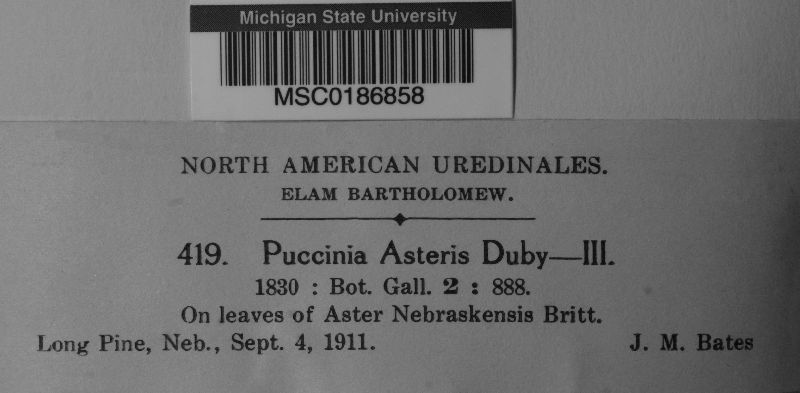 Michigan State University
MSC0186858
NORTH AMERICAN UREDINALES.
ELAM BARTHOLOMEW.
419. Puccinia Asteris Duby—III.
1830 : Bot. Gall. 2 : 888.
On leaves of Aster Nebraskensis Britt.
Long Pine, Neb., Sept. 4, 1911. J. M. Bates